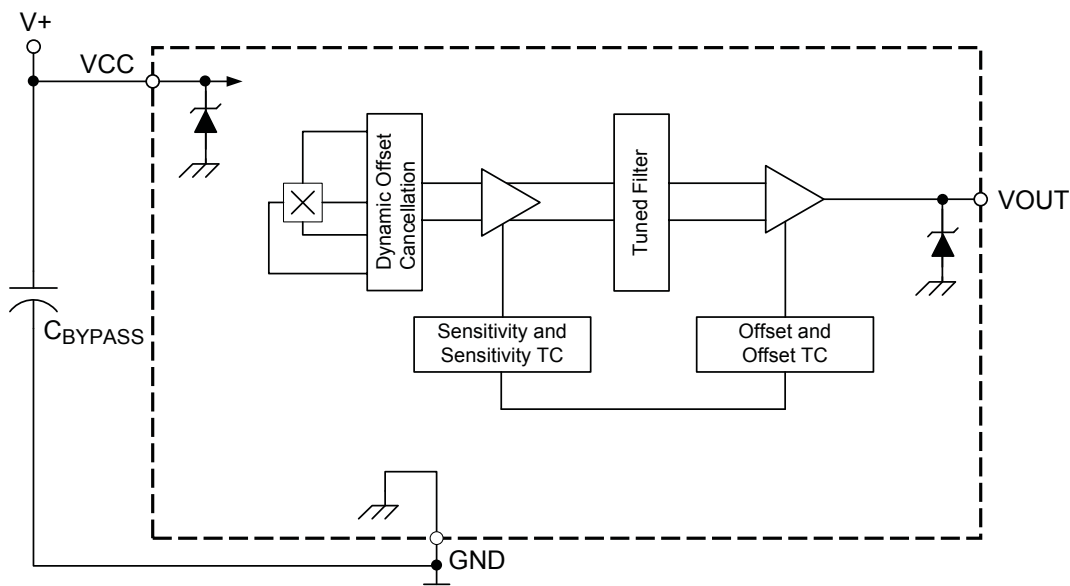 V+
VCC
Dynamic Offset
Cancellation
Tuned Filter
VOUT
CBYPASS
Sensitivity and
Sensitivity TC
Offset and
Offset TC
GND